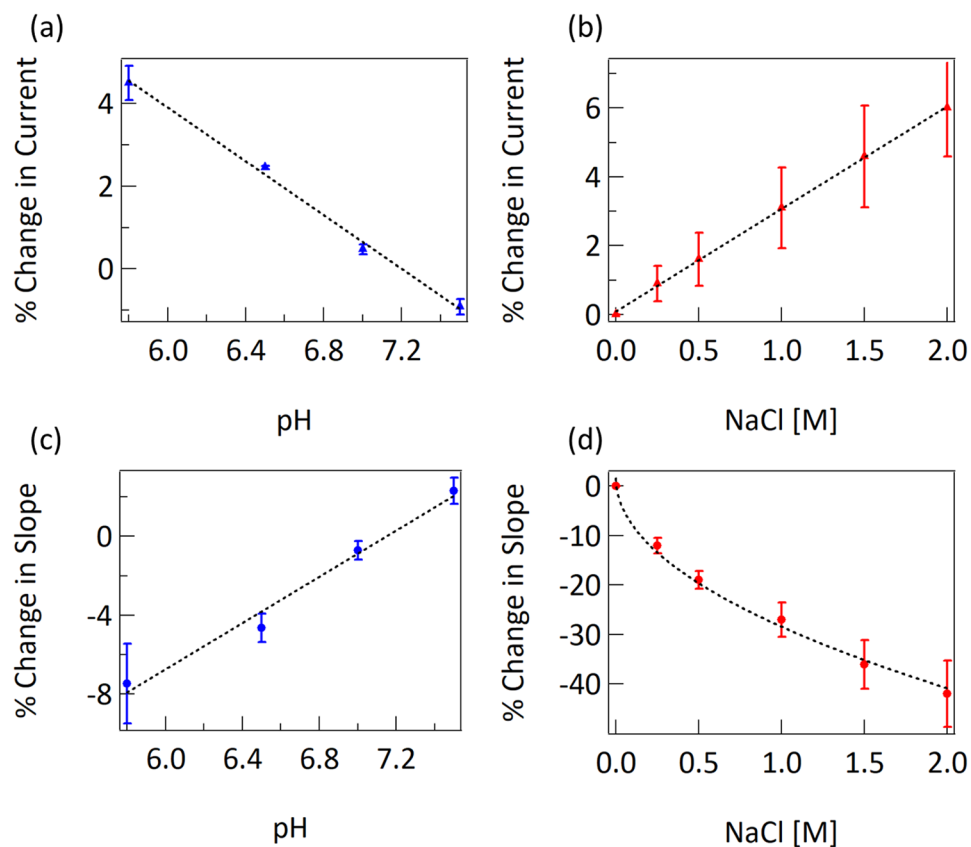 (a)
% Change in Current
4
2
0
6.0 6.4 6.8 7.2
pH
(b)
% Change in Current
6
4
2
0
0.0 0.5 1.0 1.5 2.0
NaCl [M]
(c)
% Change in Slope
0
-4
-8
6.0 6.4 6.8 7.2
pH
(d)
% Change in Slope
0
-10
-20
-30
-40
0.0 0.5 1.0 1.5 2.0
NaCl [M]